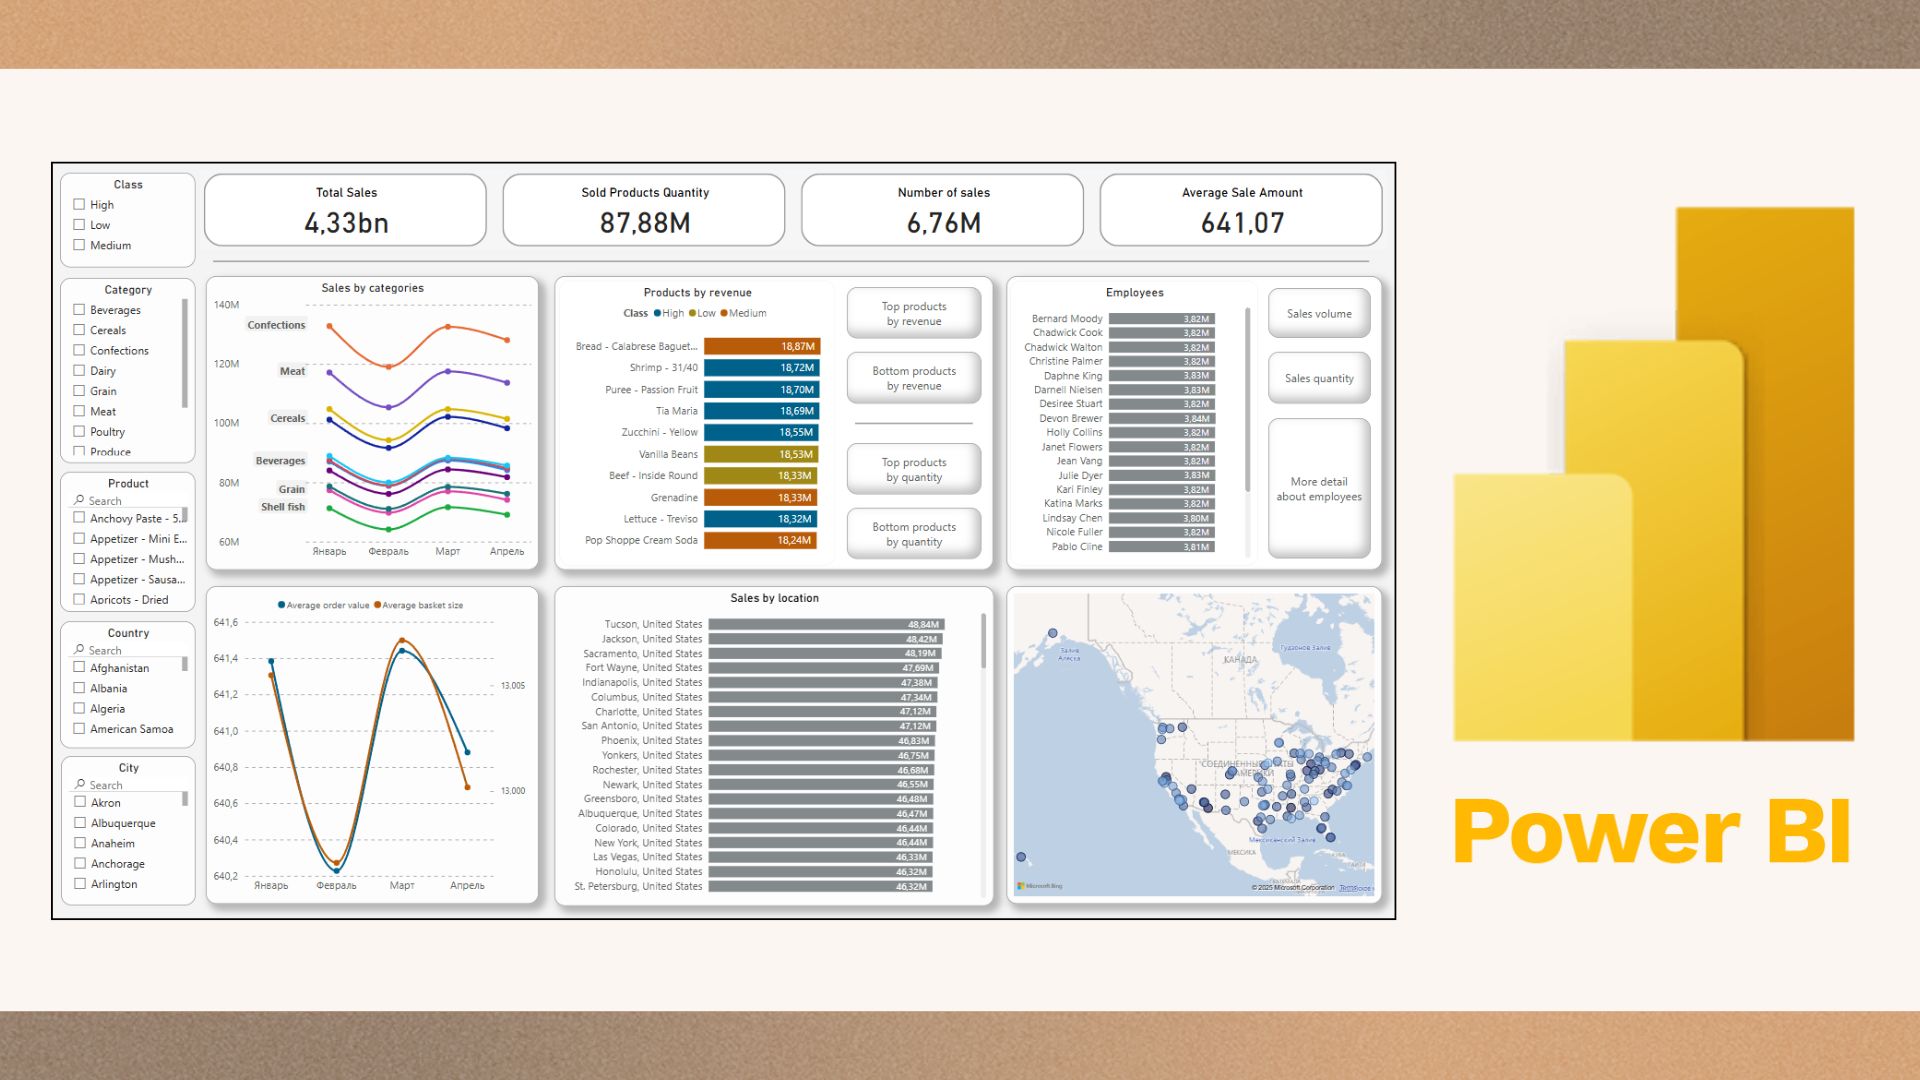 Class
High
Low
Medium
Category
Beverages
Cereals
Confections
Dairy
Grain
Meat
Poultry
Produce
Product
Search
Anchovy Paste - 5...
Appetizer - Mini E...
Appetizer - Mush...
Appetizer - Sausa...
Apricots - Dried
Country
Search
Afghanistan
Albania
Algeria
American Samoa
City
Search
Akron
Albuquerque
Anaheim
Anchorage
Arlington
Total Sales
4,33bn
Sold Products Quantity
87,88M
Number of sales
6,76M
Average Sale Amount
641,07
Sales by categories
140M
120M
100M
80M
60M
Confections
Meat
Cereals
Beverages
Grain
Shell fish
Январь Февраль Март Апрель
Products by revenue
Class High Low Medium
Bread - Calabrese Baguet... 18,87M
Shrimp - 31/40 18,72M
Puree - Passion Fruit 18,70M
Tia Maria 18,69M
Zucchini - Yellow 18,55M
Vanilla Beans 18,53M
Beef - Inside Round 18,33M
Grenadine 18,33M
Lettuce - Treviso 18,32M
Pop Shoppe Cream Soda 18,24M
Top products
by revenue
Bottom products
by revenue
Top products
by quantity
Bottom products
by quantity
Employees
Bernard Moody 3,82M
Chadwick Cook 3,82M
Chadwick Walton 3,82M
Christine Palmer 3,82M
Daphne King 3,83M
Darnell Nielsen 3,83M
Desiree Stuart 3,82M
Devon Brewer 3,84M
Holly Collins 3,82M
Janet Flowers 3,82M
Jean Vang 3,82M
Julie Dyer 3,83M
Kari Finley 3,82M
Katina Marks 3,82M
Lindsay Chen 3,80M
Nicole Fuller 3,82M
Pablo Cline 3,81M
Sales volume
Sales quantity
More detail
about employees
Average order value Average basket size
641,6
641,4
641,2
641,0
640,8
640,6
640,4
640,2
13,005
13,000
Январь Февраль Март Апрель
Sales by location
Tucson, United States 48,84M
Jackson, United States 48,42M
Sacramento, United States 48,19M
Fort Wayne, United States 47,69M
Indianapolis, United States 47,38M
Columbus, United States 47,34M
Charlotte, United States 47,12M
San Antonio, United States 47,12M
Phoenix, United States 46,83M
Yonkers, United States 46,75M
Rochester, United States 46,68M
Newark, United States 46,55M
Greensboro, United States 46,48M
Albuquerque, United States 46,47M
Colorado, United States 46,44M
New York, United States 46,44M
Las Vegas, United States 46,33M
Honolulu, United States 46,32M
St. Petersburg, United States 46,32M
Залив
Аляска
КАНАДА
Гудзонов Залив
Мексиканский Залив
МЕКСИКА
Microsoft Bing
© 2025 Microsoft Corporation
Power BI